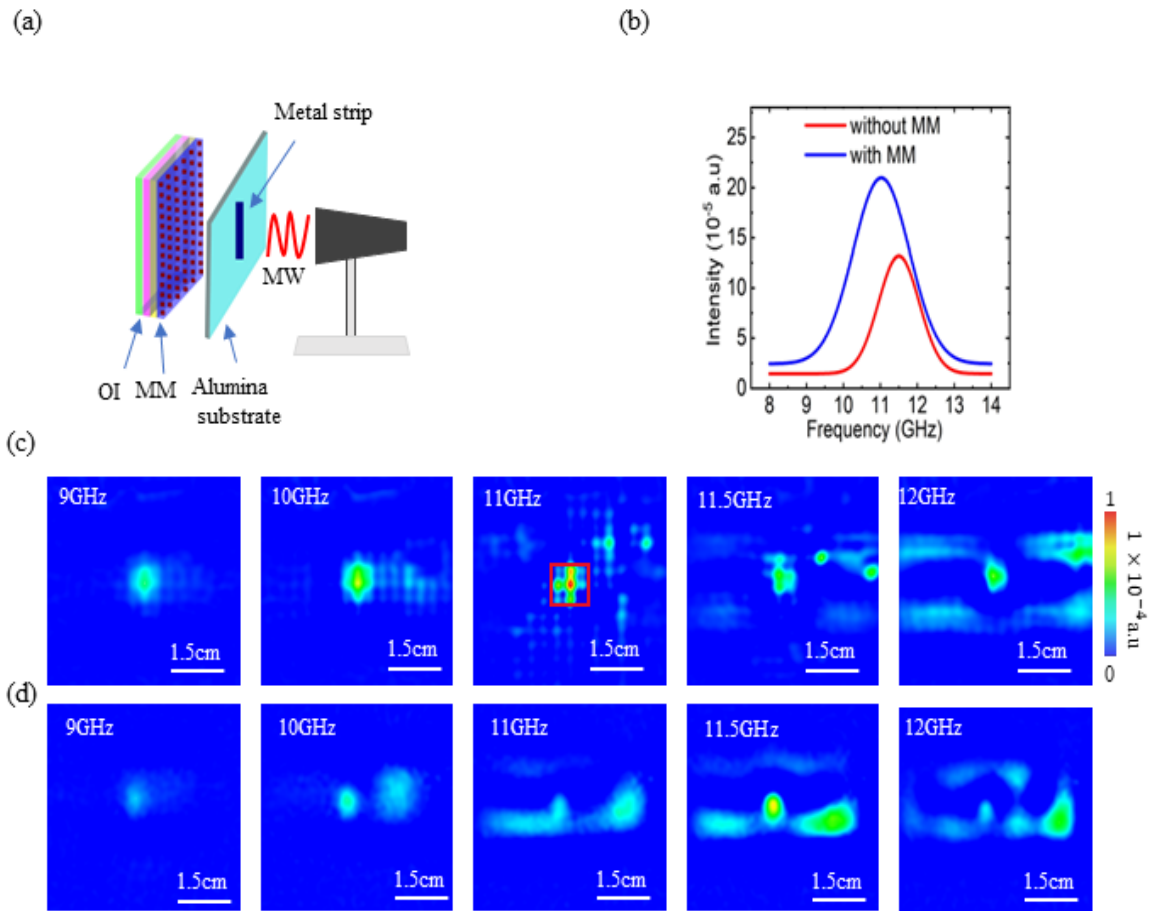 (a)
(b)
Metal strip
MW
OI
MM
Alumina
substrate
without MM
with MM
Intensity (10⁻⁵ a.u)
25
20
15
10
5
0
8
9
10
11
12
13
14
Frequency (GHz)
(c)
9GHz
10GHz
11GHz
11.5GHz
12GHz
1.5cm
1.5cm
1.5cm
1.5cm
1.5cm
1
1 × 10⁻⁴ a.u
0
(d)
9GHz
10GHz
11GHz
11.5GHz
12GHz
1.5cm
1.5cm
1.5cm
1.5cm
1.5cm